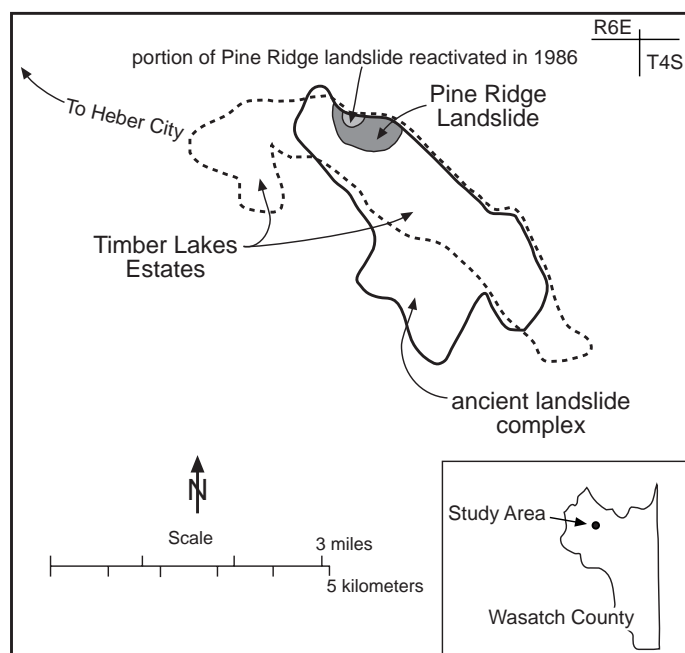 R6E
T4S
portion of Pine Ridge landslide reactivated in 1986
To Heber City
Pine Ridge
Landslide
Timber Lakes
Estates
ancient landslide
complex
N
Scale
3 miles
5 kilometers
Study Area
Wasatch County